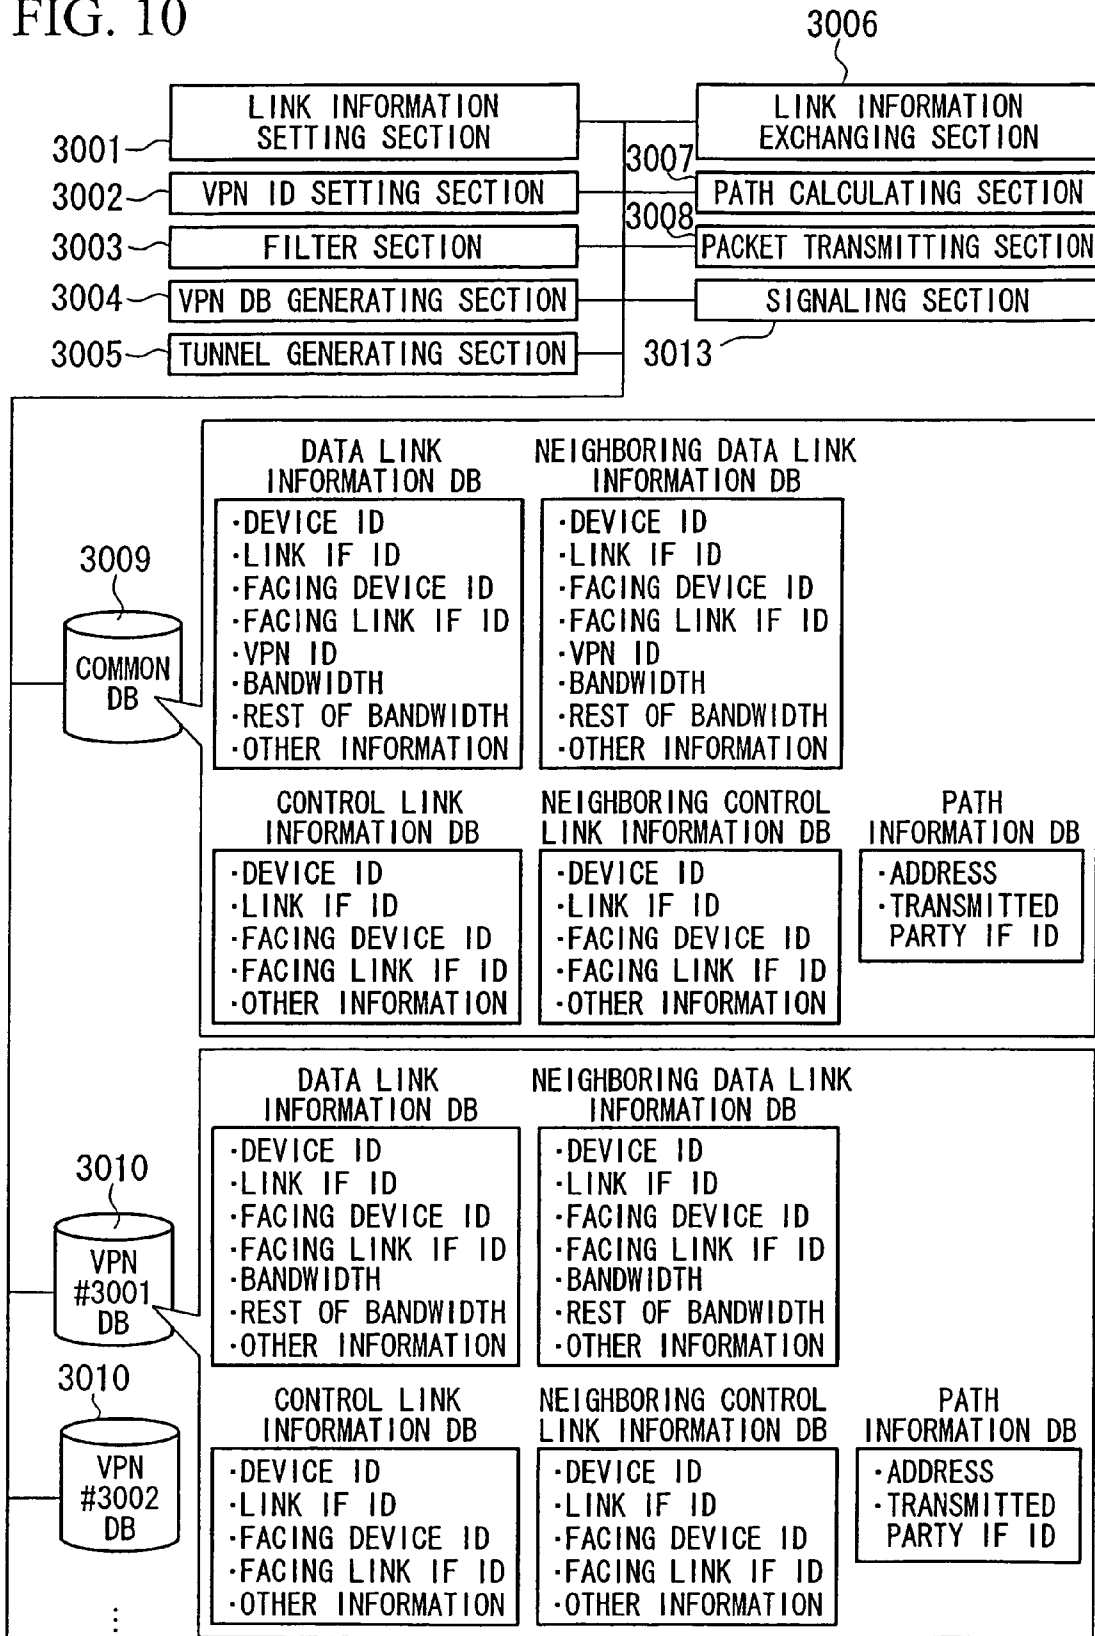 FIG. 10
3006
LINK INFORMATION
SETTING SECTION
LINK INFORMATION
EXCHANGING SECTION
3001
3007
3002
VPN ID SETTING SECTION
PATH CALCULATING SECTION
3008
3003
FILTER SECTION
PACKET TRANSMITTING SECTION
3004
VPN DB GENERATING SECTION
SIGNALING SECTION
3005
TUNNEL GENERATING SECTION
3013
DATA LINK
INFORMATION DB
·DEVICE ID
·LINK IF ID
·FACING DEVICE ID
·FACING LINK IF ID
·VPN ID
·BANDWIDTH
·REST OF BANDWIDTH
·OTHER INFORMATION
NEIGHBORING DATA LINK
INFORMATION DB
·DEVICE ID
·LINK IF ID
·FACING DEVICE ID
·FACING LINK IF ID
·VPN ID
·BANDWIDTH
·REST OF BANDWIDTH
·OTHER INFORMATION
3009
COMMON
DB
CONTROL LINK
INFORMATION DB
·DEVICE ID
·LINK IF ID
·FACING DEVICE ID
·FACING LINK IF ID
·OTHER INFORMATION
NEIGHBORING CONTROL
LINK INFORMATION DB
·DEVICE ID
·LINK IF ID
·FACING DEVICE ID
·FACING LINK IF ID
·OTHER INFORMATION
PATH
INFORMATION DB
·ADDRESS
·TRANSMITTED
PARTY IF ID
DATA LINK
INFORMATION DB
·DEVICE ID
·LINK IF ID
·FACING DEVICE ID
·FACING LINK IF ID
·BANDWIDTH
·REST OF BANDWIDTH
·OTHER INFORMATION
NEIGHBORING DATA LINK
INFORMATION DB
·DEVICE ID
·LINK IF ID
·FACING DEVICE ID
·FACING LINK IF ID
·BANDWIDTH
·REST OF BANDWIDTH
·OTHER INFORMATION
3010
VPN
#3001
DB
3010
VPN
#3002
DB
⋮
CONTROL LINK
INFORMATION DB
·DEVICE ID
·LINK IF ID
·FACING DEVICE ID
·FACING LINK IF ID
·OTHER INFORMATION
NEIGHBORING CONTROL
LINK INFORMATION DB
·DEVICE ID
·LINK IF ID
·FACING DEVICE ID
·FACING LINK IF ID
·OTHER INFORMATION
PATH
INFORMATION DB
·ADDRESS
·TRANSMITTED
PARTY IF ID